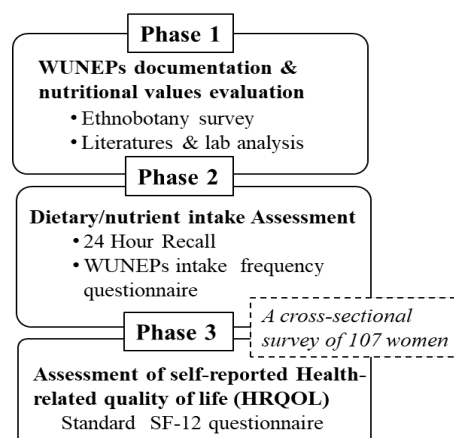 Phase 1
WUNEPs documentation &
nutritional values evaluation
• Ethnobotany survey
• Literatures & lab analysis
Phase 2
Dietary/nutrient intake Assessment
• 24 Hour Recall
• WUNEPs intake frequency
questionnaire
Phase 3
A cross-sectional
survey of 107 women
Assessment of self-reported Health-
related quality of life (HRQOL)
Standard SF-12 questionnaire